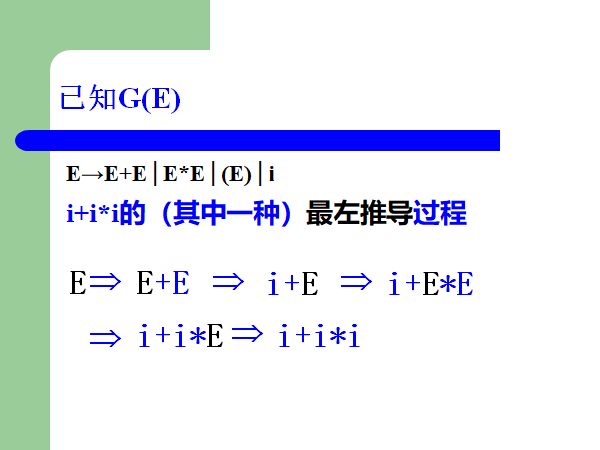 已知G(E)
E→E+E│E*E│(E)│i
i+i*i的（其中一种）最左推导过程
E⇒ E+E ⇒ i+E ⇒ i+E*E
⇒ i+i*E⇒ i+i*i